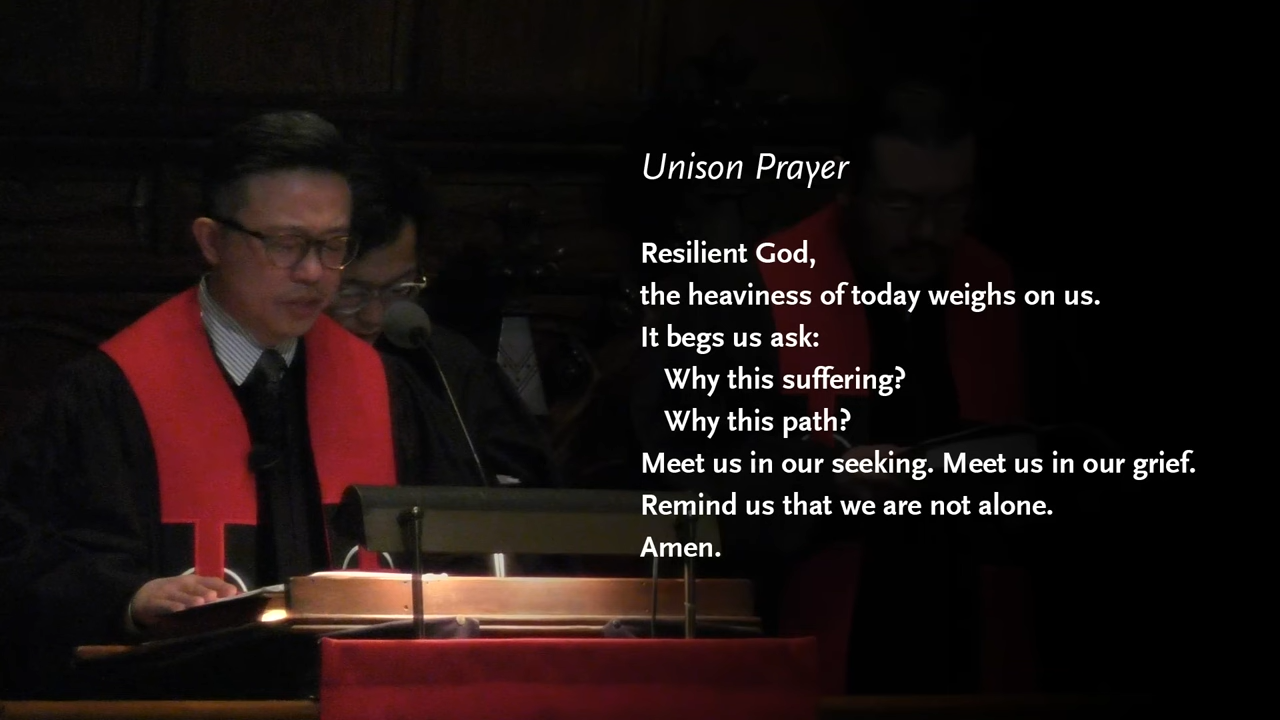 Unison Prayer
Resilient God,
the heaviness of today weighs on us.
It begs us ask:
Why this suffering?
Why this path?
Meet us in our seeking. Meet us in our grief.
Remind us that we are not alone.
Amen.